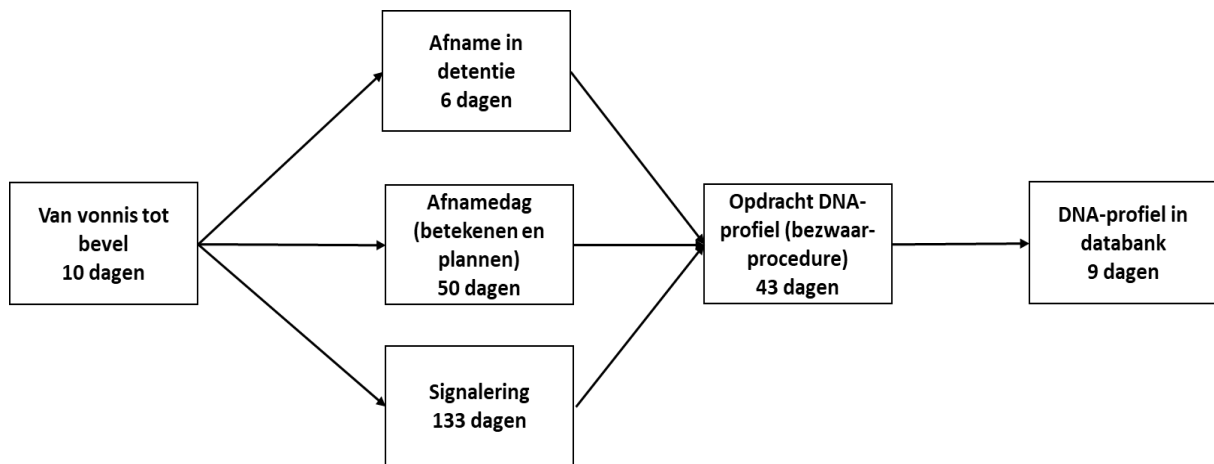 Van vonnis tot
bevel
10 dagen
Afname in
detentie
6 dagen
Afnamedag
(betekenen en
plannen)
50 dagen
Signalering
133 dagen
Opdracht DNA-
profiel (bezwaar-
procedure)
43 dagen
DNA-profiel in
databank
9 dagen